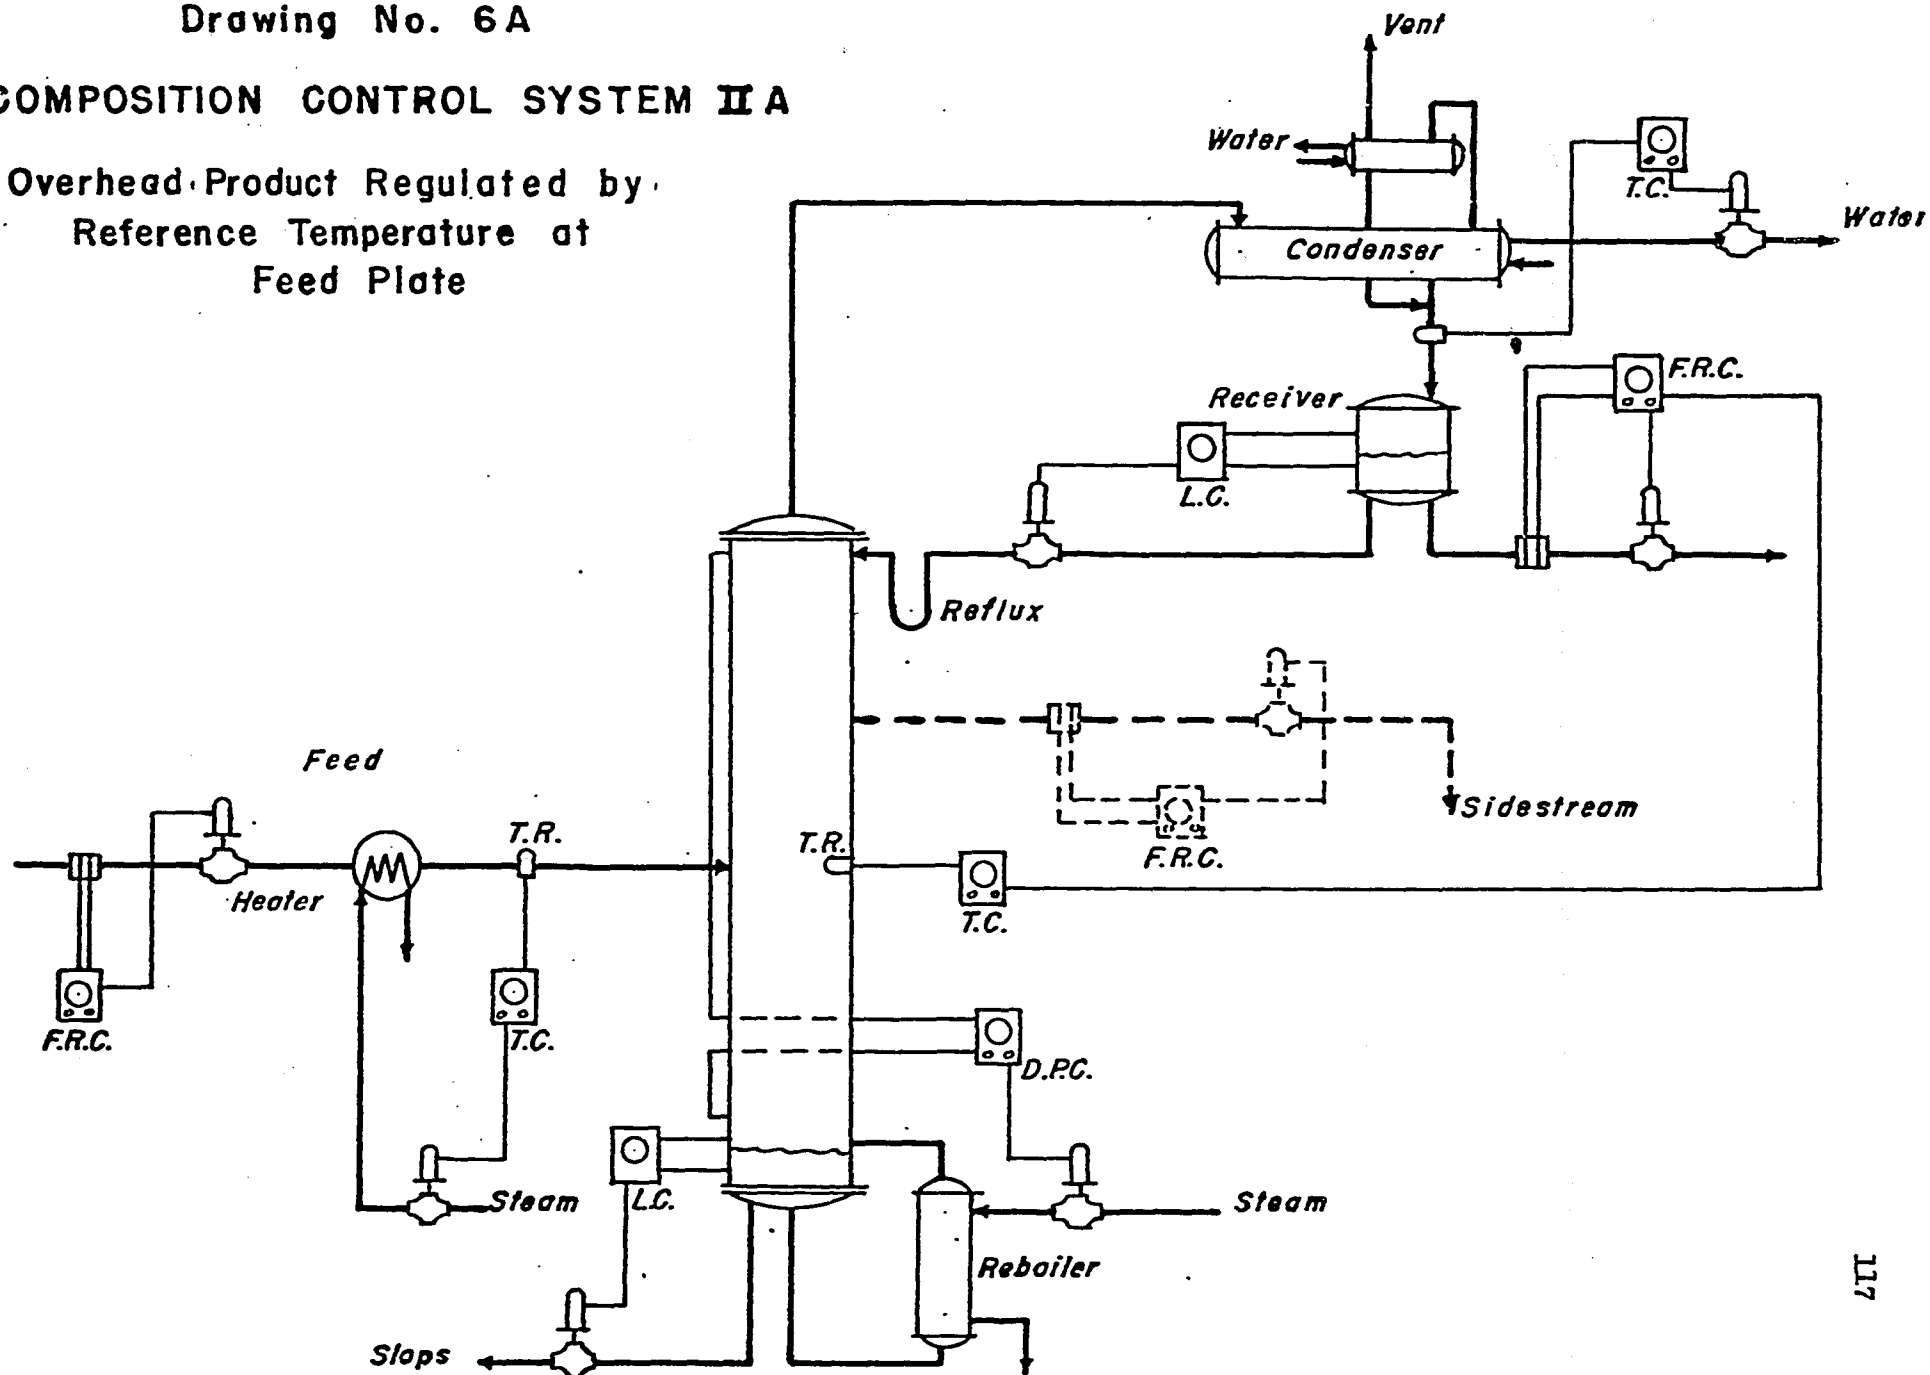 Drawing No. 6A
COMPOSITION CONTROL SYSTEM II A
Overhead Product Regulated by
Reference Temperature at
Feed Plate
Vent
Water
T.C.
Water
Condenser
F.R.C.
Receiver
L.C.
Reflux
Feed
Sidestream
T.R.
T.R.
F.R.C.
Heater
T.C.
F.R.C.
T.C.
D.P.C.
Steam
L.C.
Steam
Reboiler
Slops
117